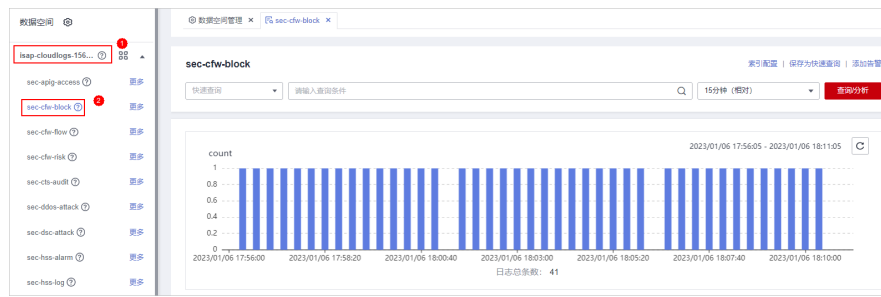 数据空间
数据空间管理 ×
sec-cfw-block ×
1
isap-cloudlogs-156...
sec-apig-access 更多
sec-cfw-block 2 更多
sec-cfw-flow 更多
sec-cfw-risk 更多
sec-cts-audit 更多
sec-ddos-attack 更多
sec-dsc-attack 更多
sec-hss-alarm 更多
sec-hss-log 更多
sec-cfw-block
索引配置 | 保存为快速查询 | 添加告警
快速查询 请输入查询条件 15分钟（相对） 查询/分析
2023/01/06 17:56:05 - 2023/01/06 18:11:05
count
1
0.8
0.6
0.4
0.2
0
2023/01/06 17:56:00 2023/01/06 17:58:20 2023/01/06 18:00:40 2023/01/06 18:03:00 2023/01/06 18:05:20 2023/01/06 18:07:40 2023/01/06 18:10:00
日志总条数： 41